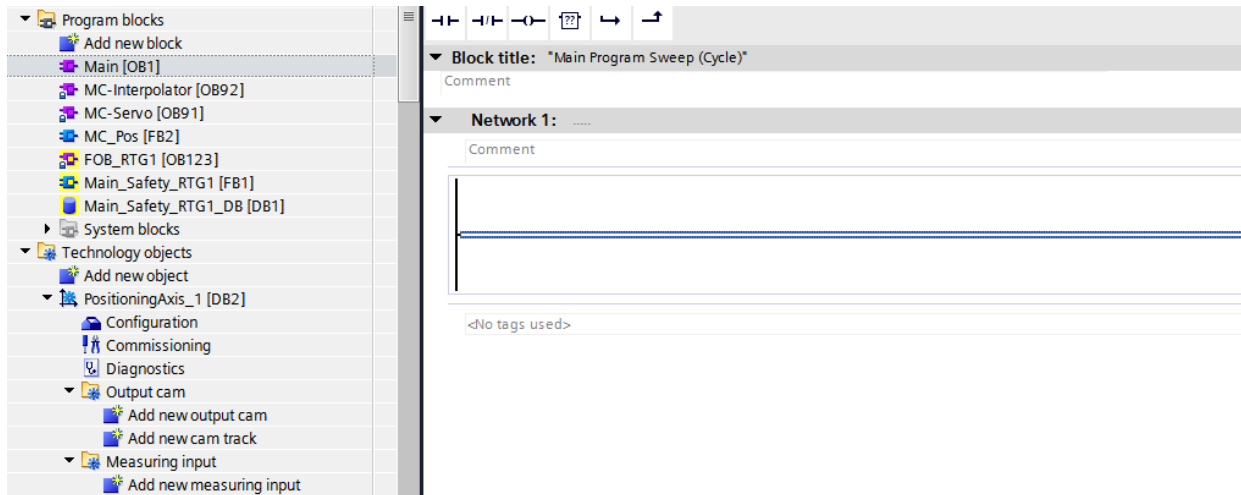 Program blocks
Add new block
Main [OB1]
MC-Interpolator [OB92]
MC-Servo [OB91]
MC_Pos [FB2]
FOB_RTG1 [OB123]
Main_Safety_RTG1 [FB1]
Main_Safety_RTG1_DB [DB1]
System blocks
Technology objects
Add new object
PositioningAxis_1 [DB2]
Configuration
Commissioning
Diagnostics
Output cam
Add new output cam
Add new cam track
Measuring input
Add new measuring input
??
Block title: "Main Program Sweep (Cycle)"
Comment
Network 1: .....
Comment
<No tags used>